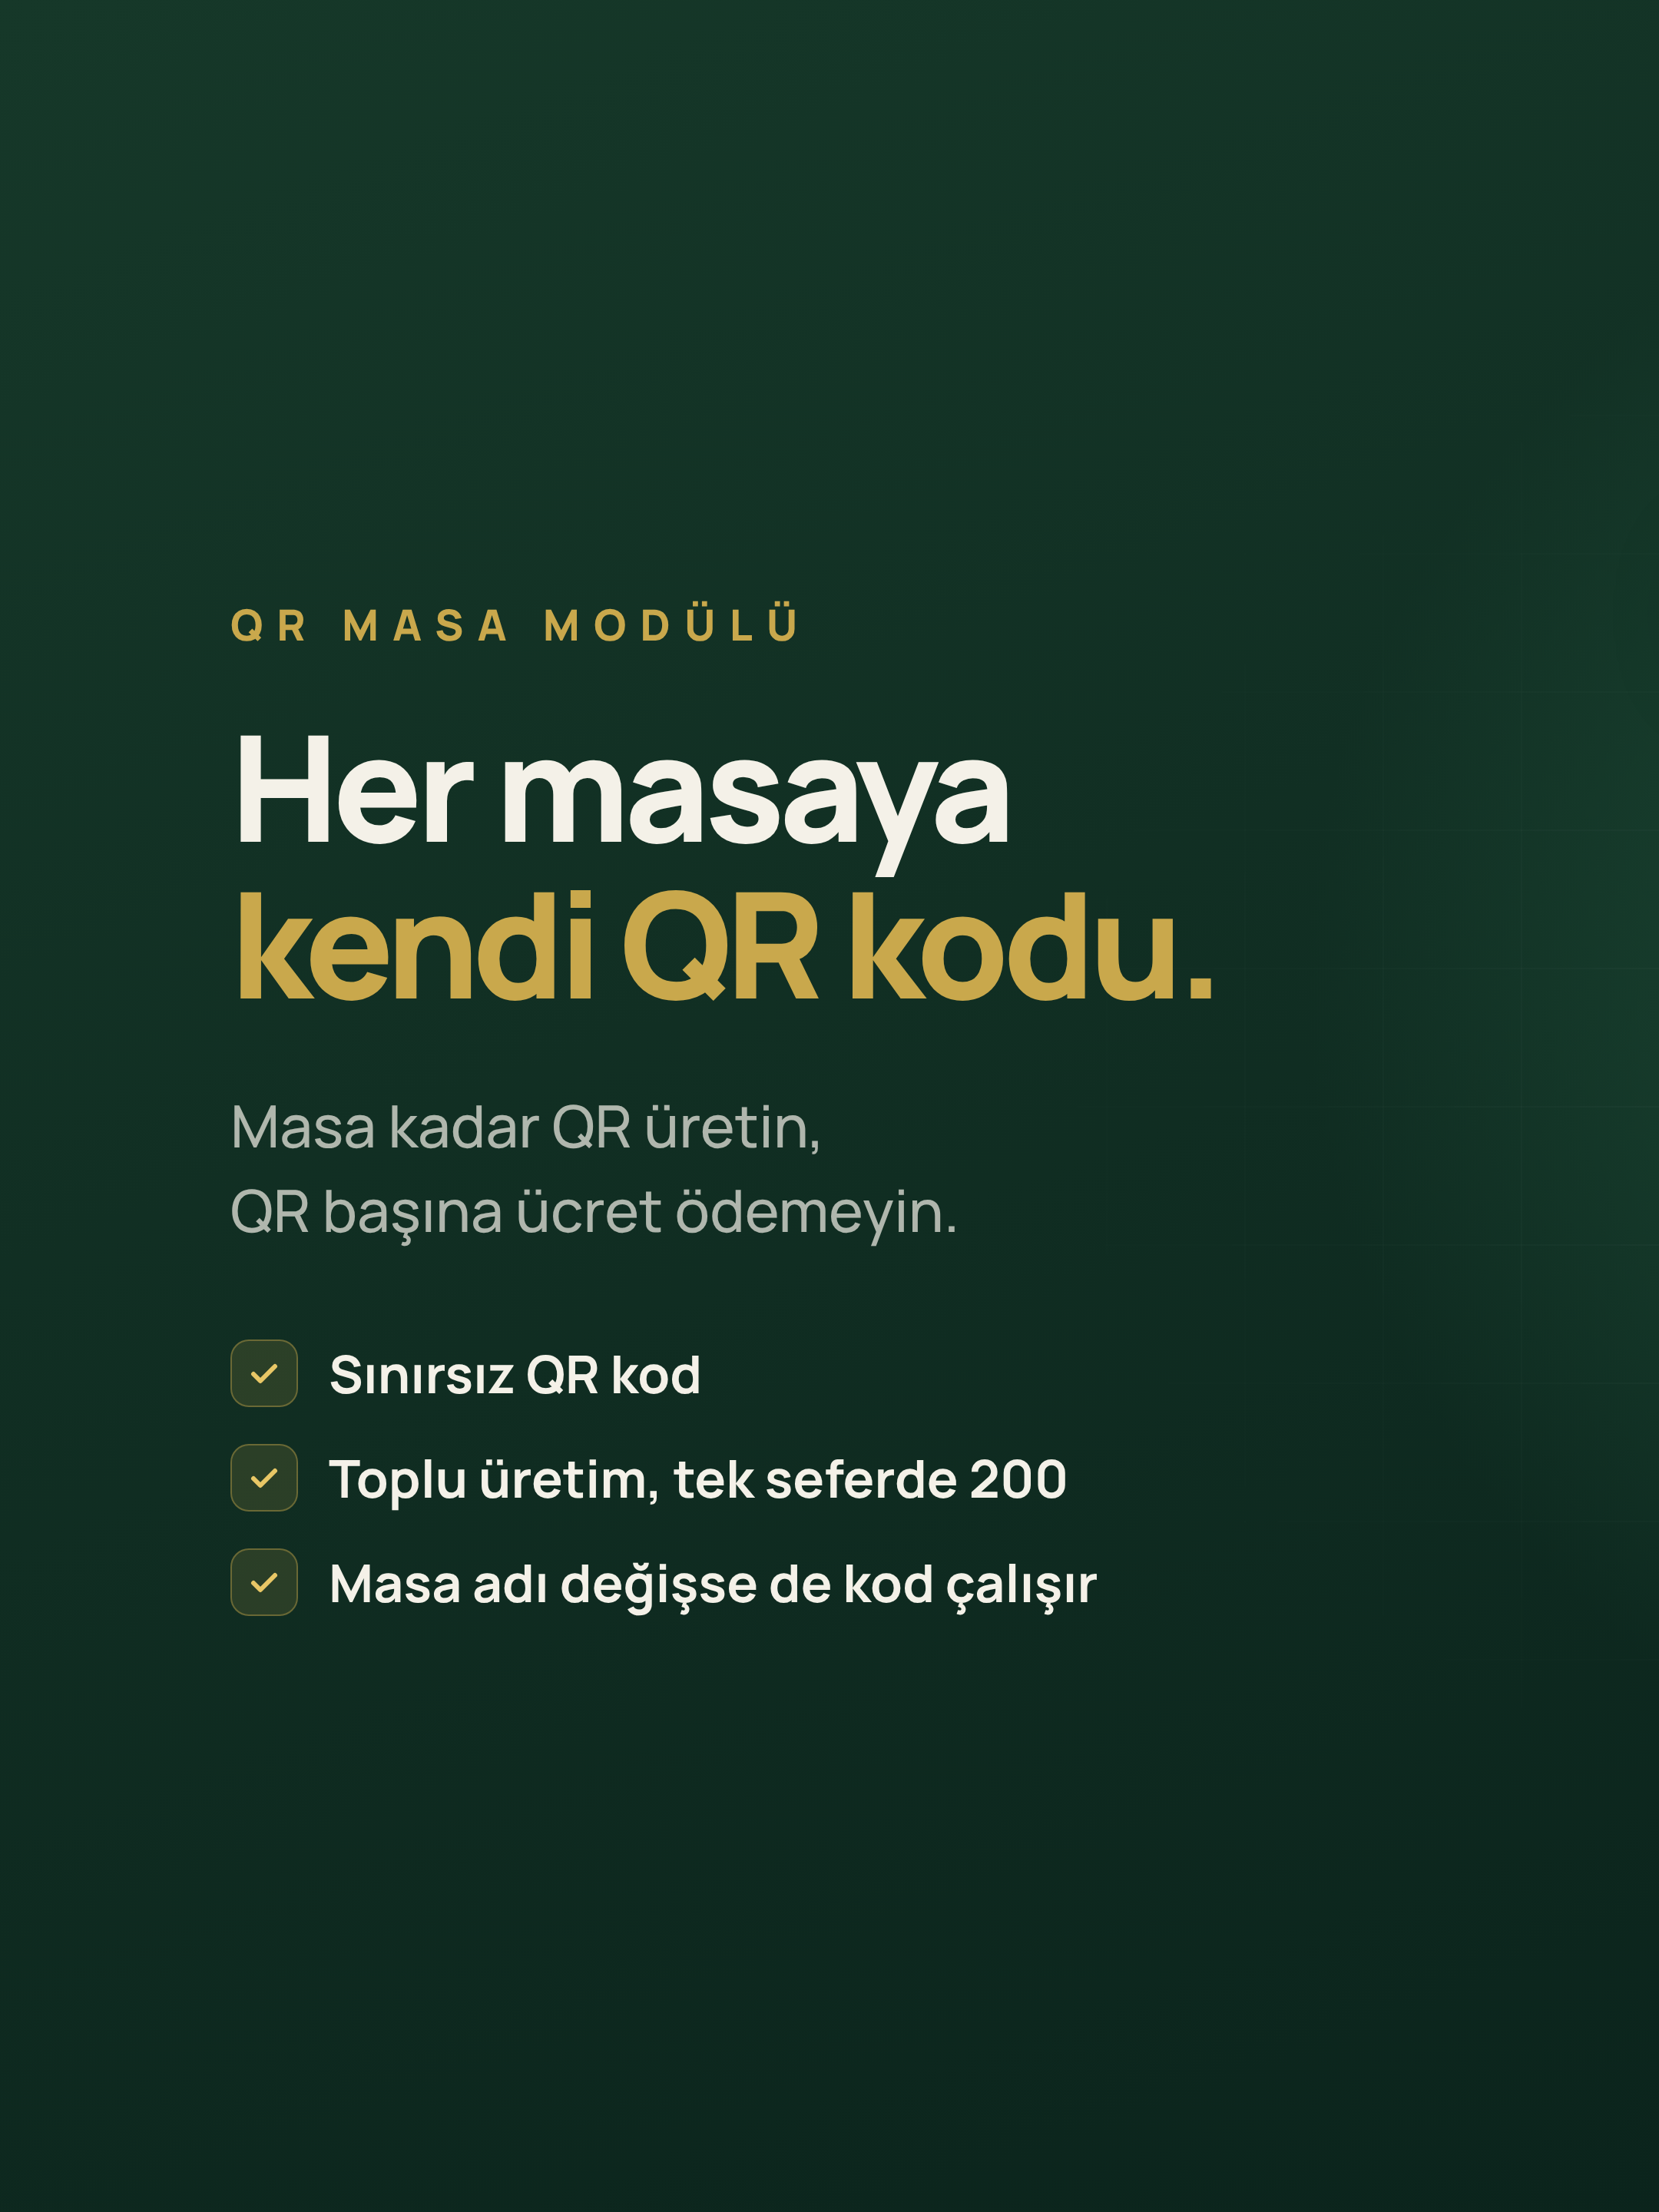 QR MASA MODÜLÜ
Her masaya
kendi QR kodu.
Masa kadar QR üretin,
QR başına ücret ödemeyin.
Sınırsız QR kod
Toplu üretim, tek seferde 200
Masa adı değişse de kod çalışır